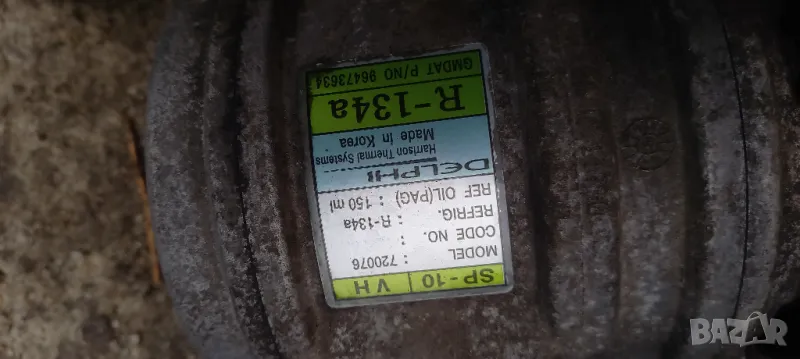 SP-10 VH
MODEL : 720076
CODE NO. :
REFRIG. : R-134a
REF OIL(PAG) : 150 ml
DELPHI
Harrison Thermal Systems
Made in Korea
R-134a
GMDAT P/NO 96473634
BAZAR